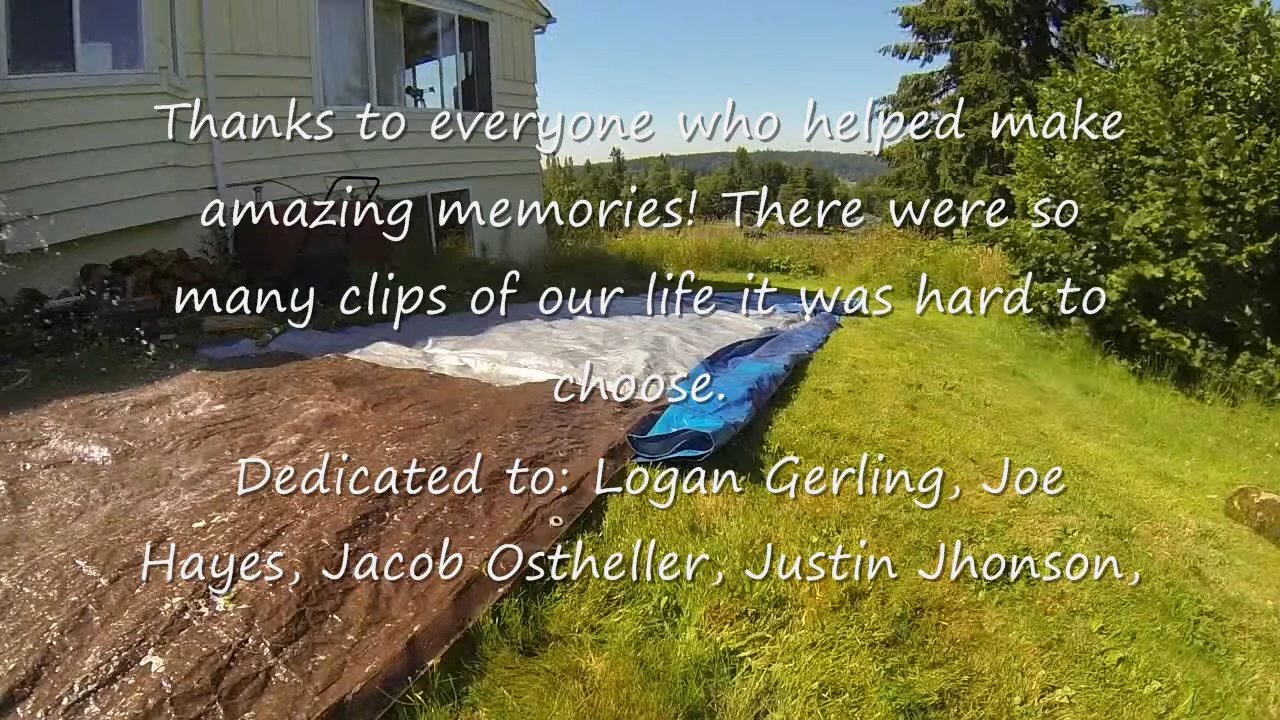 Thanks to everyone who helped make
amazing memories! There were so
many clips of our life it was hard to
choose.
Dedicated to: Logan Gerling, Joe
Hayes, Jacob Ostheller, Justin Jhonson,